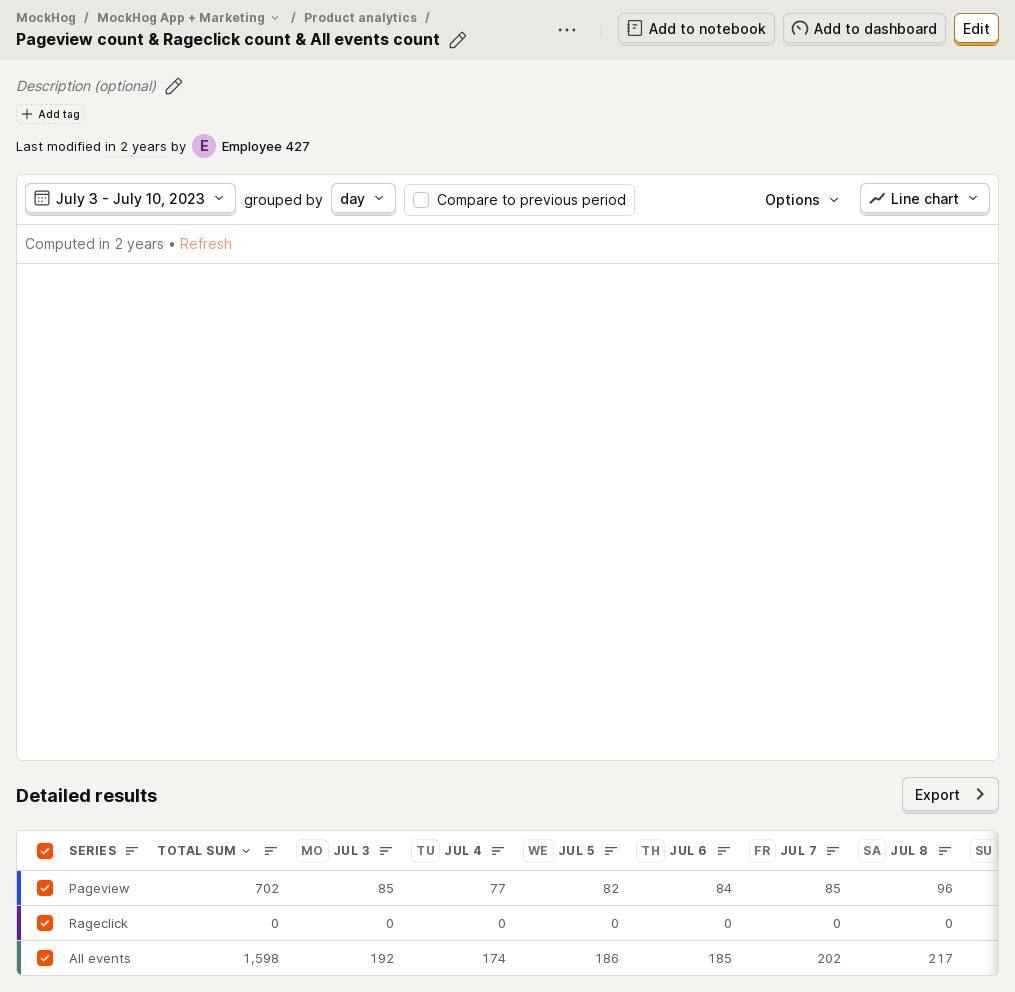 MockHog / MockHog App + Marketing / Product analytics /
Pageview count & Rageclick count & All events count
Add to notebook
Add to dashboard
Edit
Description (optional)
Add tag
Last modified in 2 years by E Employee 427
July 3 - July 10, 2023 grouped by day Compare to previous period Options Line chart
Computed in 2 years • Refresh
Detailed results
Export
SERIES TOTAL SUM MO JUL 3 TU JUL 4 WE JUL 5 TH JUL 6 FR JUL 7 SA JUL 8 SU
Pageview 702 85 77 82 84 85 96
Rageclick 0 0 0 0 0 0 0
All events 1,598 192 174 186 185 202 217